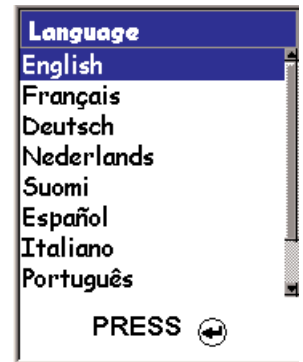 Language
English
Français
Deutsch
Nederlands
Suomi
Español
Italiano
Português
PRESS